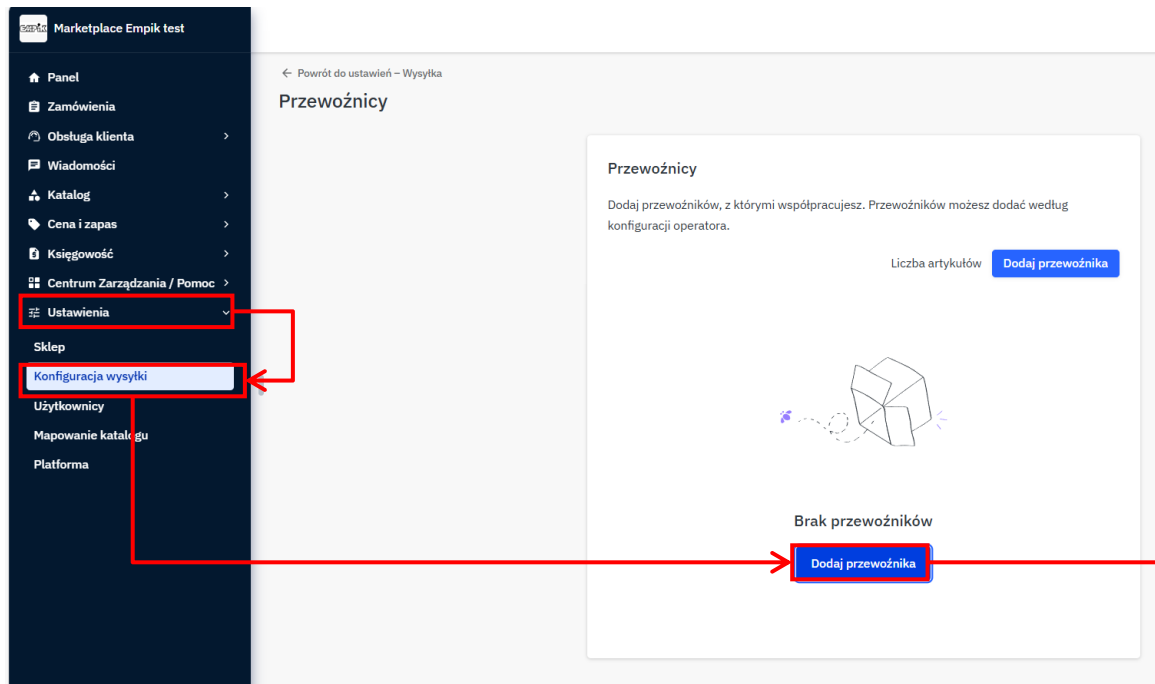 EMPIK Marketplace Empik test
Panel
Zamówienia
Obsługa klienta
Wiadomości
Katalog
Cena i zapas
Księgowość
Centrum Zarządzania / Pomoc
Ustawienia
Sklep
Konfiguracja wysyłki
Użytkownicy
Mapowanie katalogu
Platforma
Powrót do ustawień – Wysyłka
Przewoźnicy
Przewoźnicy
Dodaj przewoźników, z którymi współpracujesz. Przewoźników możesz dodać według
konfiguracji operatora.
Liczba artykułów Dodaj przewoźnika
Brak przewoźników
Dodaj przewoźnika